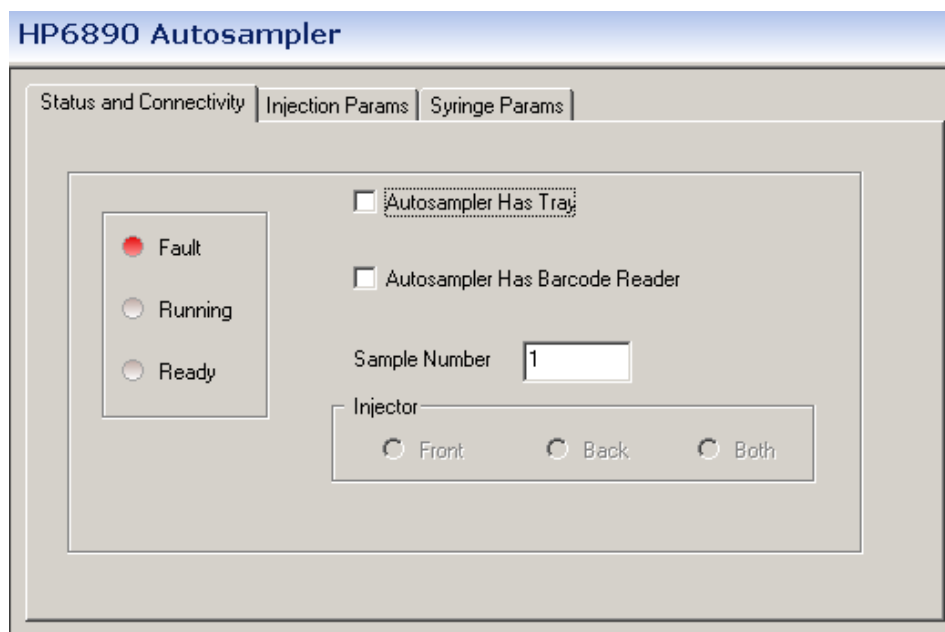 HP6890 Autosampler
Status and Connectivity Injection Params Syringe Params
Autosampler Has Tray
Fault
Autosampler Has Barcode Reader
Running
Sample Number 1
Ready
Injector
Front Back Both